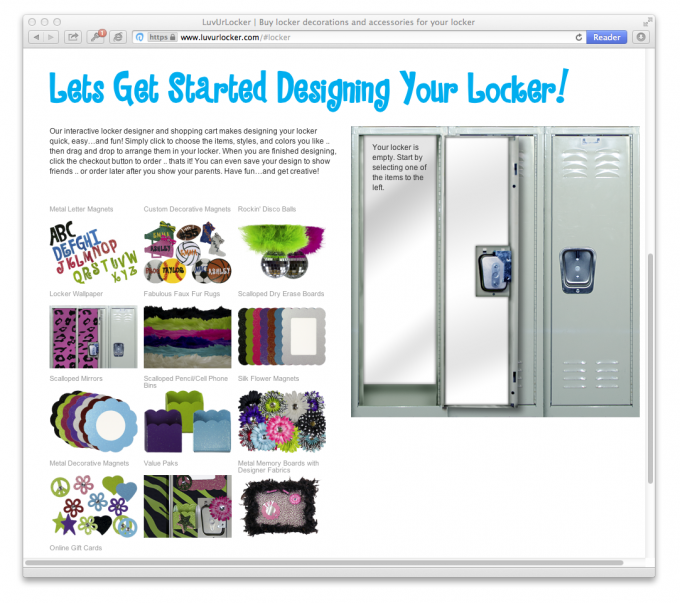 LuvUrLocker | Buy locker decorations and accessories for your locker
https www.luvurlocker.com/#locker
Reader
Lets Get Started Designing Your Locker!
Our interactive locker designer and shopping cart makes designing your locker
quick, easy…and fun! Simply click to choose the items, styles, and colors you like ..
then drag and drop to arrange them in your locker. When you are finished designing,
click the checkout button to order .. thats it! You can even save your design to show
friends .. or order later after you show your parents. Have fun…and get creative!
Your locker is
empty. Start by
selecting one of
the items to the
left.
Metal Letter Magnets
Custom Decorative Magnets
Rockin' Disco Balls
ABC
DEFGHI
JKLMNOP
QRSTUVW
XYZ
ASHLEY
TAYLOR
ASHLEY
Locker Wallpaper
Fabulous Faux Fur Rugs
Scalloped Dry Erase Boards
Scalloped Mirrors
Scalloped Pencil/Cell Phone
Bins
Silk Flower Magnets
Metal Decorative Magnets
Value Paks
Metal Memory Boards with
Designer Fabrics
Online Gift Cards